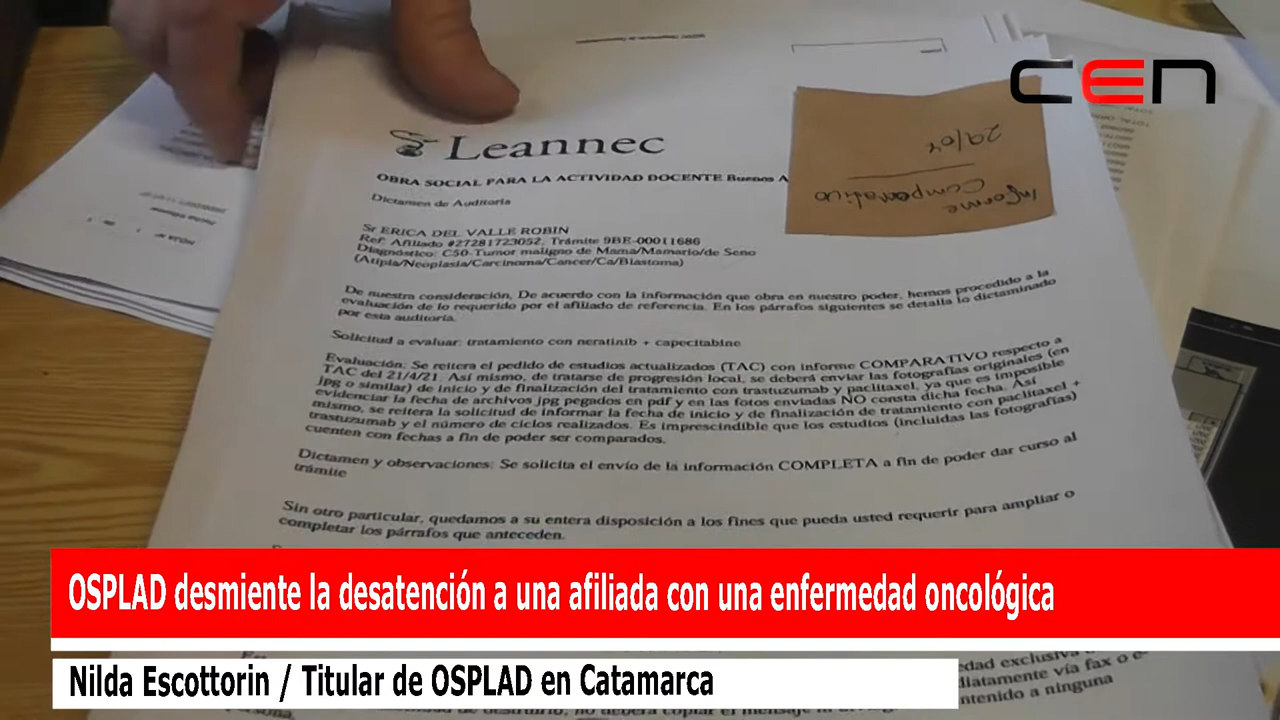 CEN
Leannec
OBRA SOCIAL PARA LA ACTIVIDAD DOCENTE Buenos A
Informe
Comparativo
29/04
Dictamen de Auditoría
Sr ERICA DEL VALLE ROBIN
Ref: Afiliado #27281723052, Trámite 9BE-00011686
Diagnóstico: C50-Tumor maligno de Mama/Mamario/de Seno
(Atipia/Neoplasia/Carcinoma/Cancer/Ca/Blastoma)
De nuestra consideración, De acuerdo con la información que obra en nuestro poder, hemos procedido a la
evaluación de lo requerido por el afiliado de referencia. En los párrafos siguientes se detalla lo dictaminado
por esta auditoría.
Solicitud a evaluar: tratamiento con neratinib + capecitabine
Evaluación: Se reitera el pedido de estudios actualizados (TAC) con informe COMPARATIVO respecto a
TAC del 21/4/21. Así mismo, de tratarse de progresión local, se deberá enviar las fotografías originales (en
jpg o similar) de inicio y de finalización del tratamiento con trastuzumab y paclitaxel, ya que es imposible
evidenciar la fecha de archivos jpg pegados en pdf y en las fotos enviadas NO consta dicha fecha. Así
mismo, se reitera la solicitud de informar la fecha de inicio y de finalización de tratamiento con paclitaxel +
trastuzumab y el número de ciclos realizados. Es imprescindible que los estudios (incluidas las fotografías)
cuenten con fechas a fin de poder ser comparados.
Dictamen y observaciones: Se solicita el envío de la información COMPLETA a fin de poder dar curso al
trámite
Sin otro particular, quedamos a su entera disposición a los fines que pueda usted requerir para ampliar o
completar los párrafos que anteceden.
OSPLAD desmiente la desatención a una afiliada con una enfermedad oncológica
Nilda Escottorin / Titular de OSPLAD en Catamarca
edad exclusiv
diatamente vía fax o
ntenido a ninguna
persona.